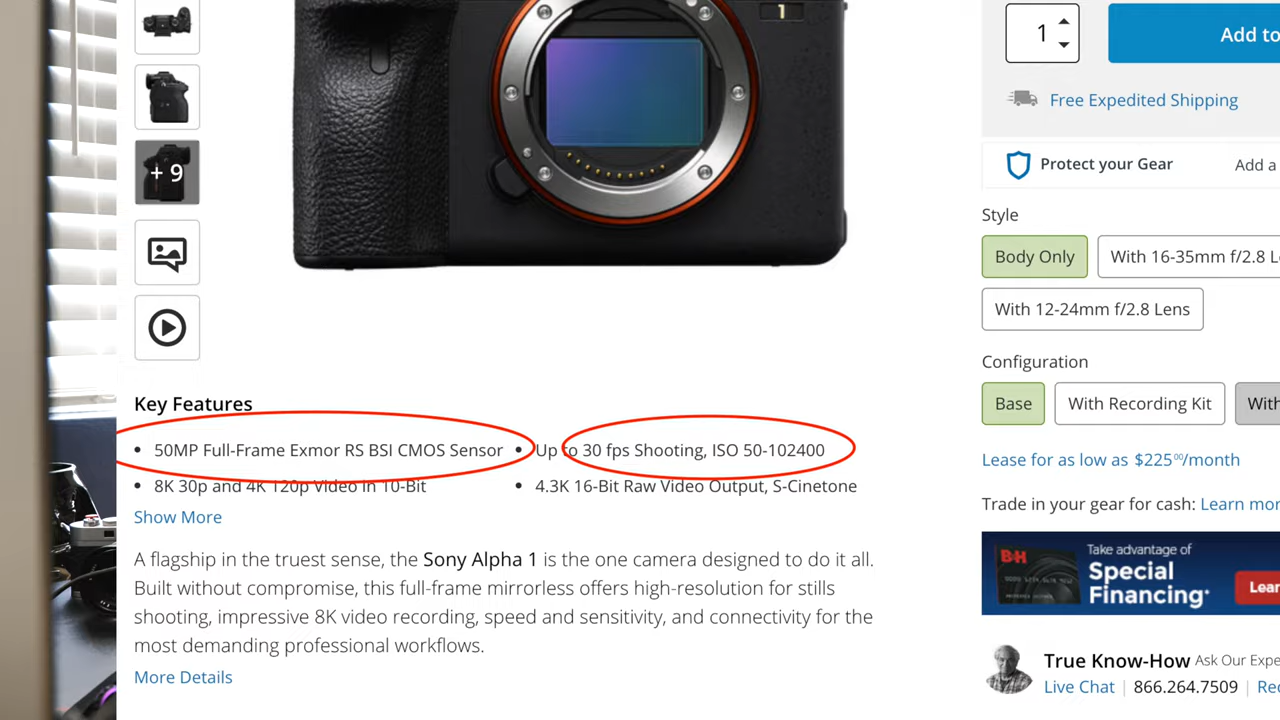 1
+ 9
Key Features
• 50MP Full-Frame Exmor RS BSI CMOS Sensor
• 8K 30p and 4K 120p Video in 10-Bit
• Up to 30 fps Shooting, ISO 50-102400
• 4.3K 16-Bit Raw Video Output, S-Cinetone
Show More
A flagship in the truest sense, the Sony Alpha 1 is the one camera designed to do it all.
Built without compromise, this full-frame mirrorless offers high-resolution for stills
shooting, impressive 8K video recording, speed and sensitivity, and connectivity for the
most demanding professional workflows.
More Details
1
Add to
Free Expedited Shipping
Protect your Gear Add a
Style
Body Only With 16-35mm f/2.8 L
With 12-24mm f/2.8 Lens
Configuration
Base With Recording Kit With
Lease for as low as $225⁰⁰/month
Trade in your gear for cash: Learn mor
B&H
Take advantage of
Special
Financing*
Lear
True Know-How Ask Our Expe
Live Chat | 866.264.7509 | Re